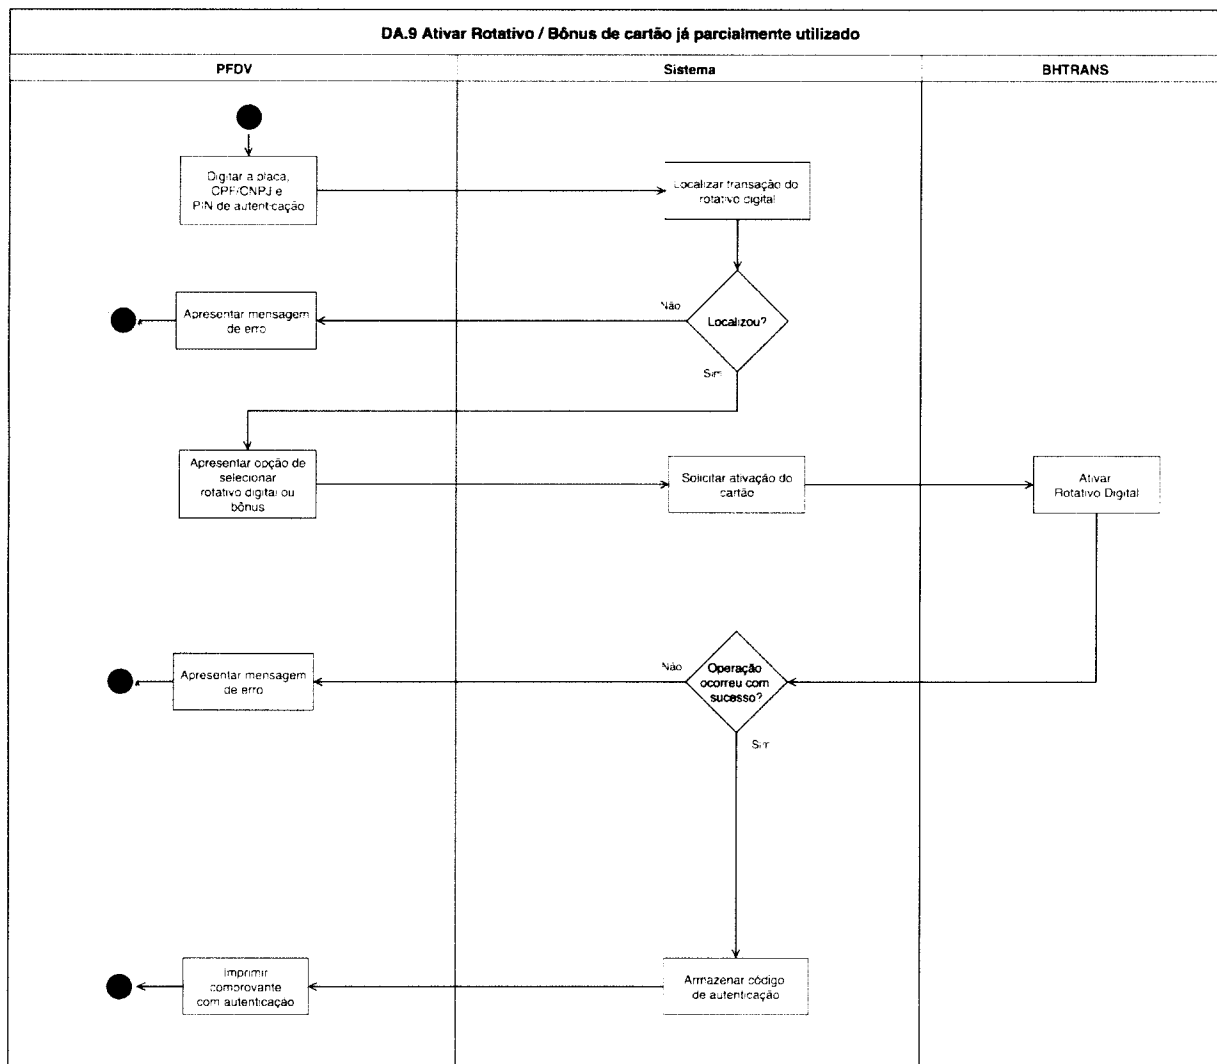 DA.9 Ativar Rotativo / Bônus de cartão já parcialmente utilizado
PFDV
Sistema
BHTRANS
Digitar a placa,
CPF/CNPJ e
PIN de autenticação
Localizar transação do
rotativo digital
Não
Localizou?
Apresentar mensagem
de erro
Sim
Apresentar opção de
selecionar
rotativo digital ou
bônus
Solicitar ativação do
cartão
Ativar
Rotativo Digital
Não
Operação
ocorreu com
sucesso?
Apresentar mensagem
de erro
Sim
Armazenar código
de autenticação
Imprimir
comprovante
com autenticação